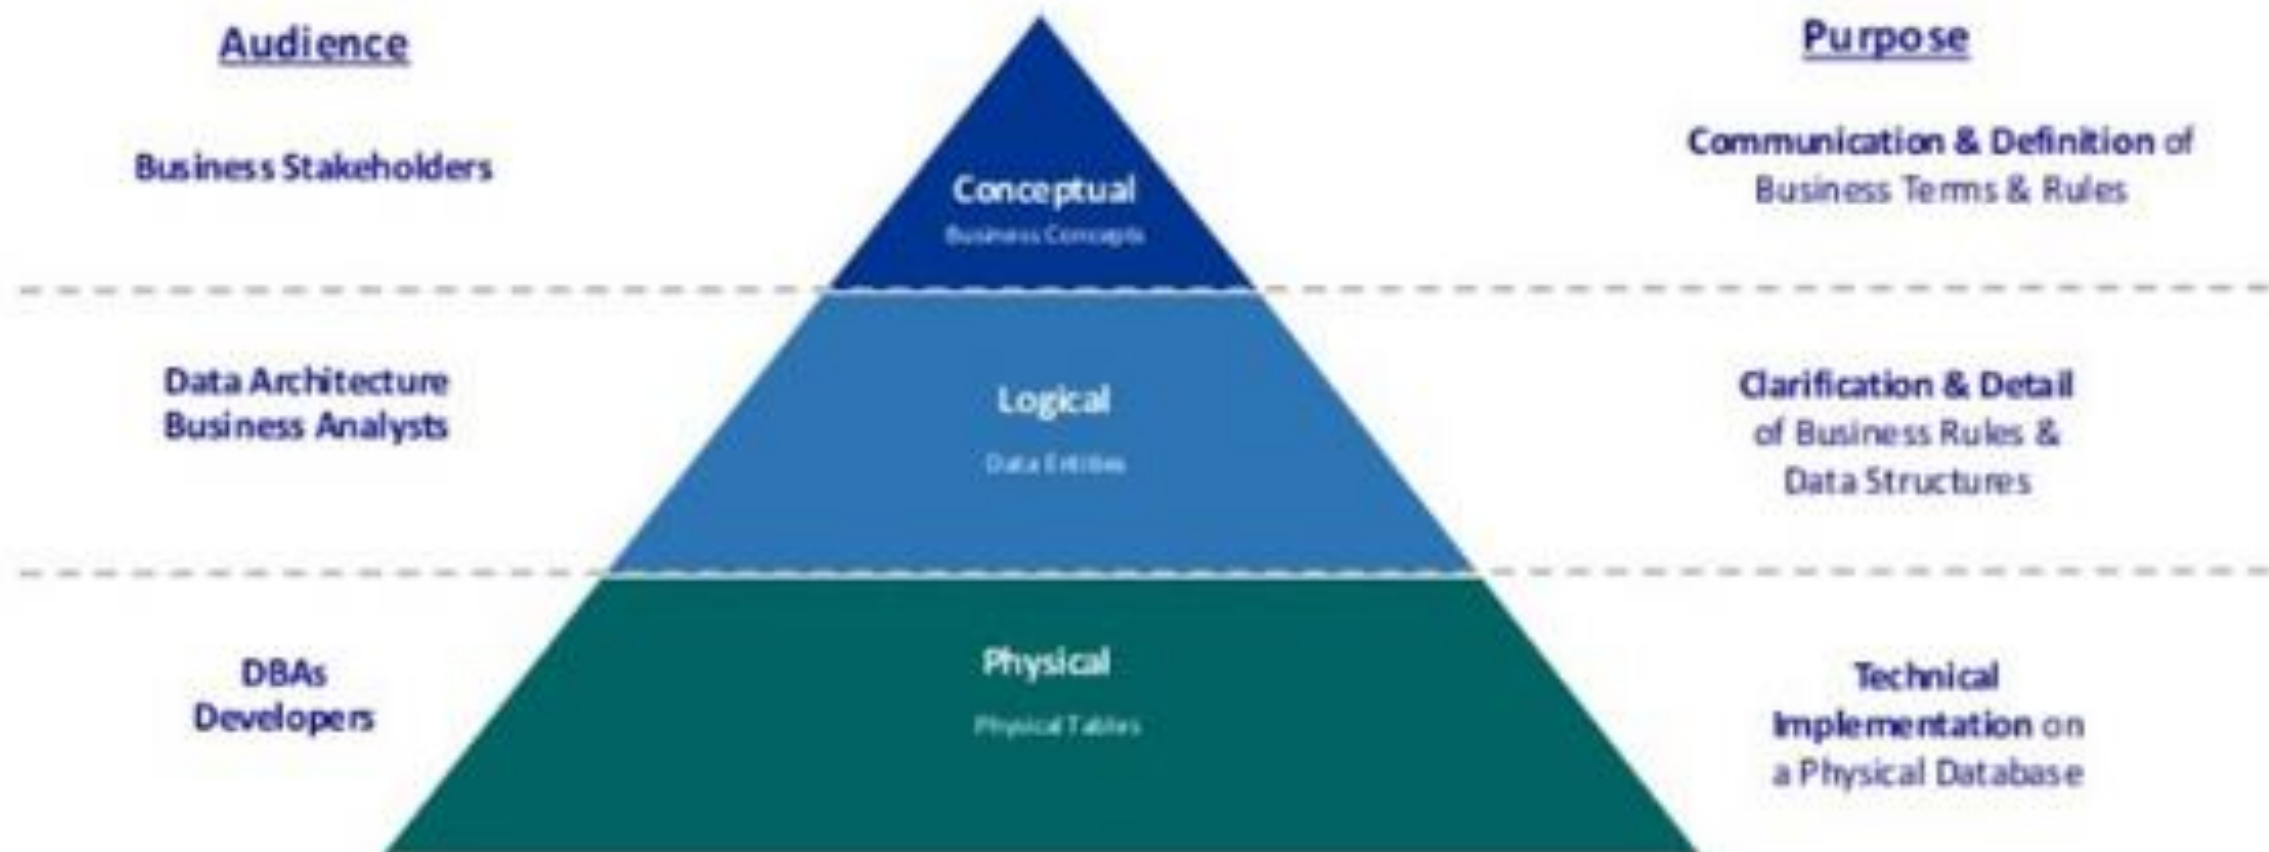 Audience
Purpose
Business Stakeholders
Conceptual
Business Concepts
Communication & Definition of
Business Terms & Rules
Data Architecture
Business Analysts
Logical
Data Entities
Clarification & Detail
of Business Rules &
Data Structures
DBAs
Developers
Physical
Physical Tables
Technical
Implementation on
a Physical Database